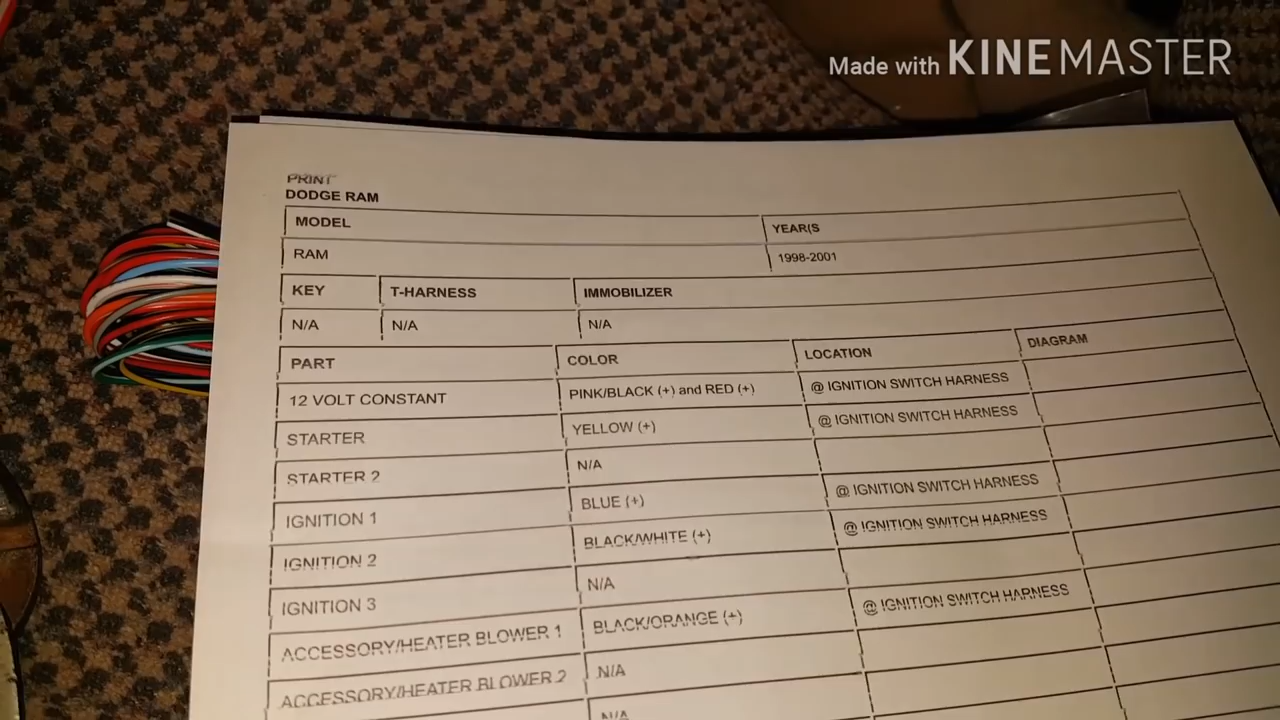 Made with KINEMASTER
PRINT
DODGE RAM
MODEL YEAR(S
RAM 1998-2001
KEY T-HARNESS IMMOBILIZER
N/A N/A N/A
PART COLOR LOCATION DIAGRAM
12 VOLT CONSTANT PINK/BLACK (+) and RED (+) @ IGNITION SWITCH HARNESS
STARTER YELLOW (+) @ IGNITION SWITCH HARNESS
STARTER 2 N/A
IGNITION 1 BLUE (+) @ IGNITION SWITCH HARNESS
IGNITION 2 BLACK/WHITE (+) @ IGNITION SWITCH HARNESS
IGNITION 3 N/A
ACCESSORY/HEATER BLOWER 1 BLACK/ORANGE (+) @ IGNITION SWITCH HARNESS
ACCESSORY/HEATER BLOWER 2 N/A
N/A